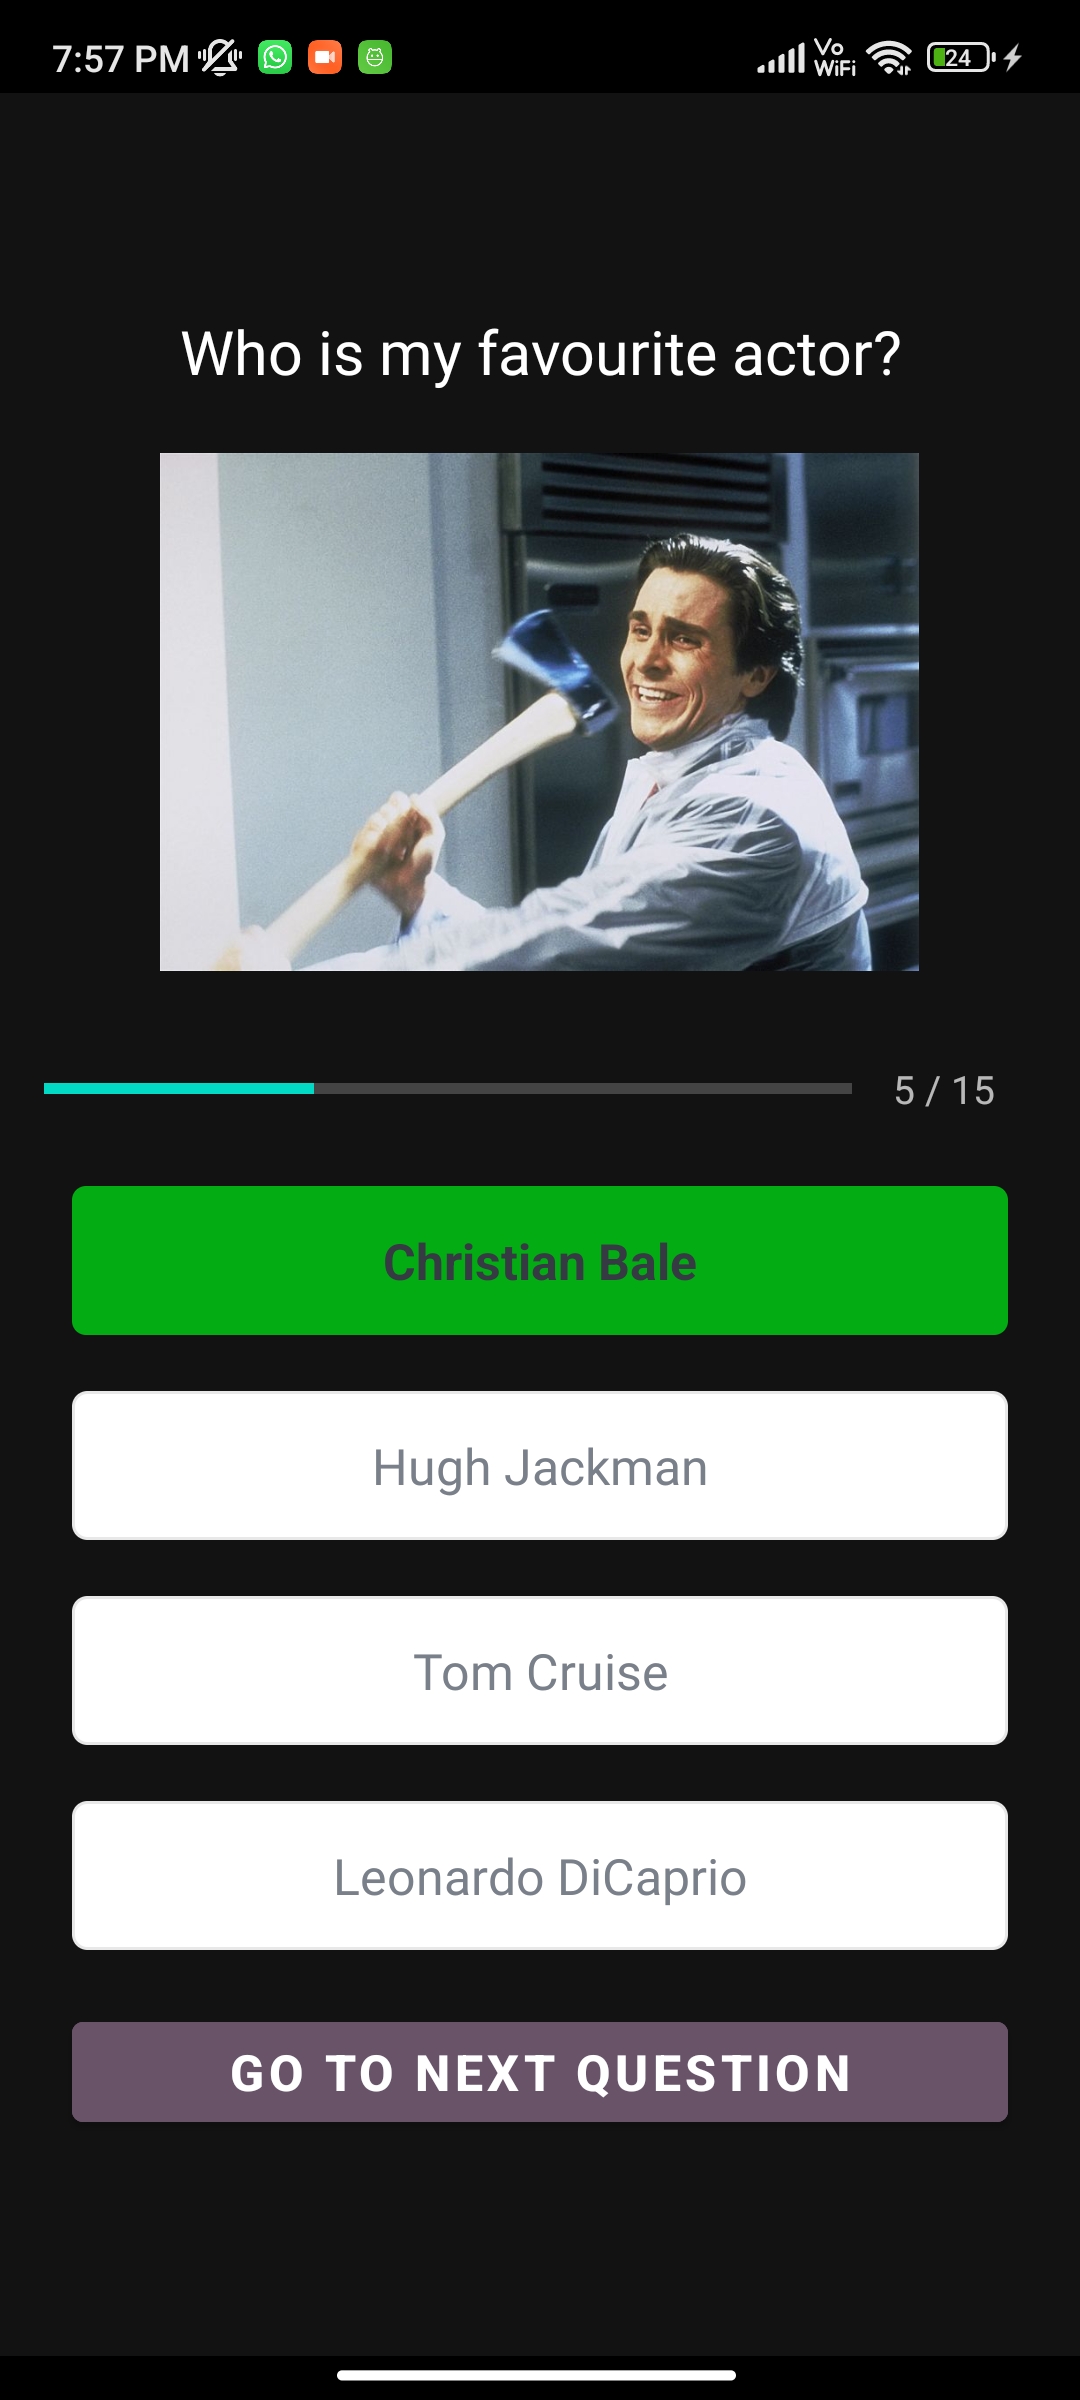 7:57 PM
Vo
WiFi
24
Who is my favourite actor?
5 / 15
Christian Bale
Hugh Jackman
Tom Cruise
Leonardo DiCaprio
GO TO NEXT QUESTION